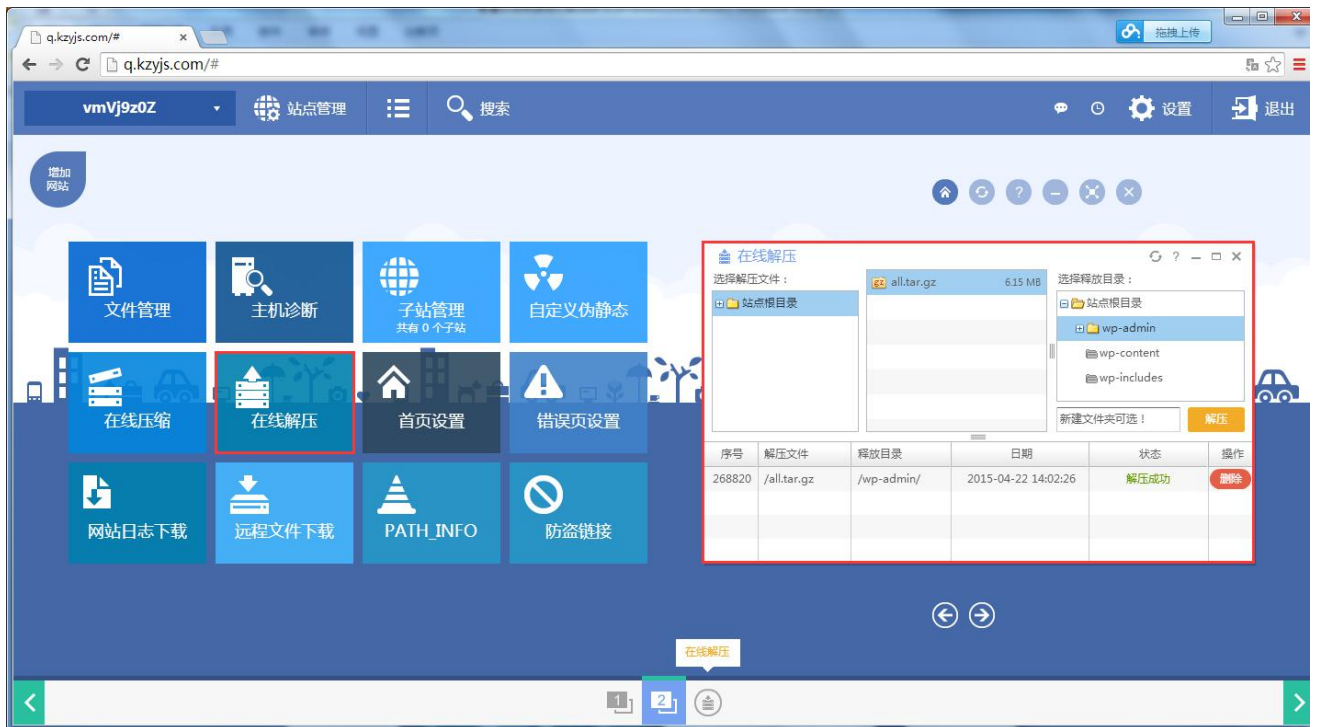 q.kzyjs.com/#
拖拽上传
q.kzyjs.com/#
vmVj9z0Z
站点管理
搜索
设置
退出
增加
网站
文件管理
主机诊断
子站管理
共有 0 个子站
自定义伪静态
在线压缩
在线解压
首页设置
错误页设置
网站日志下载
远程文件下载
PATH_INFO
防盗链接
在线解压
选择解压文件：
站点根目录
gz all.tar.gz 6.15 MB
选择释放目录：
站点根目录
wp-admin
wp-content
wp-includes
新建文件夹可选！
解压
序号 解压文件 释放目录 日期 状态 操作
268820 /all.tar.gz /wp-admin/ 2015-04-22 14:02:26 解压成功 删除
在线解压
1
2